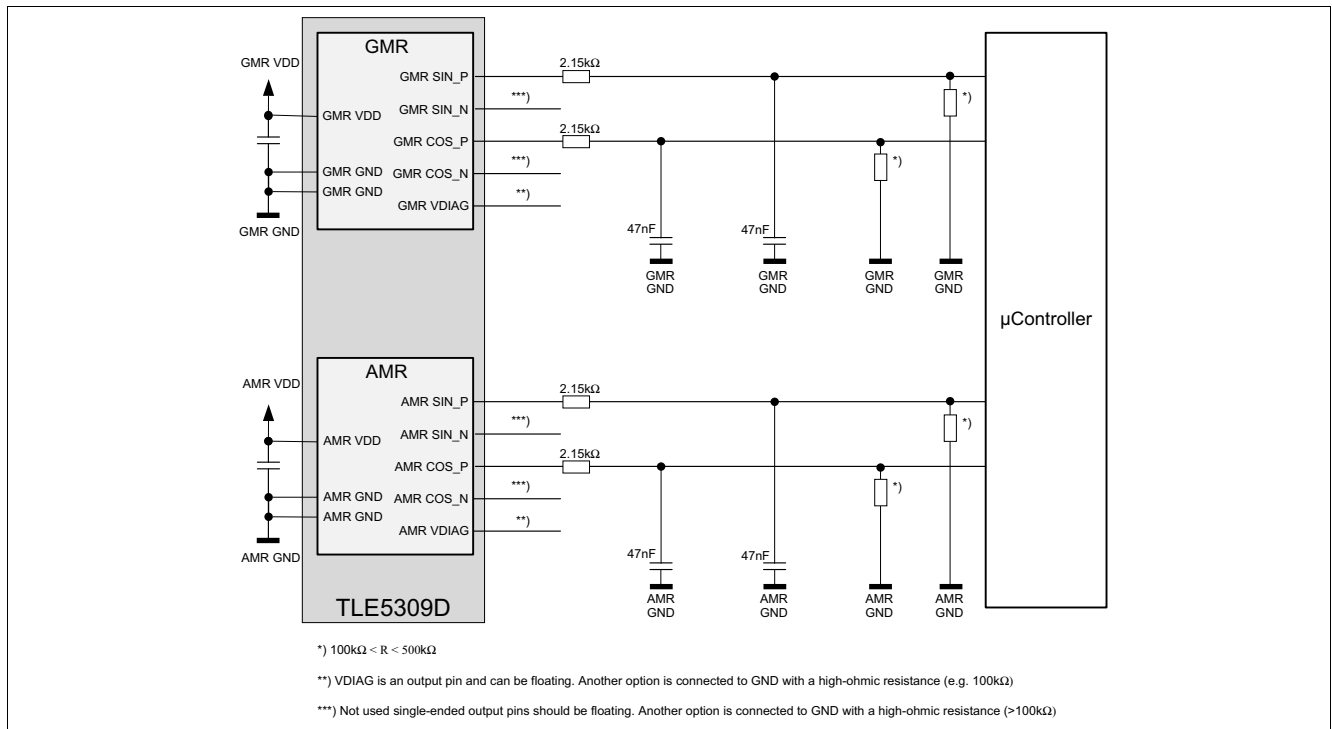 GMR
GMR VDD
GMR SIN_P
2.15kΩ
***)
GMR SIN_N
*)
GMR VDD
2.15kΩ
GMR COS_P
***)
GMR COS_N
*)
GMR GND
GMR GND
**)
GMR VDIAG
GMR GND
47nF
47nF
GMR
GND
GMR
GND
GMR
GND
GMR
GND
µController
AMR
AMR VDD
AMR SIN_P
2.15kΩ
***)
AMR SIN_N
*)
AMR VDD
2.15kΩ
AMR COS_P
***)
AMR COS_N
*)
AMR GND
AMR GND
**)
AMR VDIAG
AMR GND
47nF
47nF
AMR
GND
AMR
GND
AMR
GND
AMR
GND
TLE5309D
*) 100kΩ < R < 500kΩ
**) VDIAG is an output pin and can be floating. Another option is connected to GND with a high-ohmic resistance (e.g. 100kΩ)
***) Not used single-ended output pins should be floating. Another option is connected to GND with a high-ohmic resistance (>100kΩ)